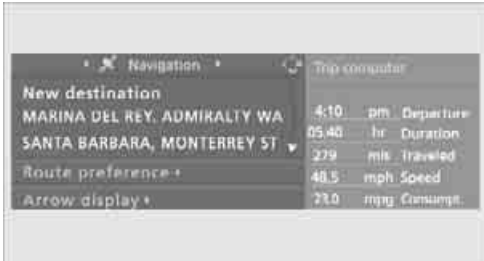 Navigation
New destination
MARINA DEL REY, ADMIRALTY WA
SANTA BARBARA, MONTERREY ST
Route preference
Arrow display
Trip computer
4:10 pm Departure
05.40 hr Duration
279 mls Traveled
48.5 mph Speed
23.0 mpg Consumpt.